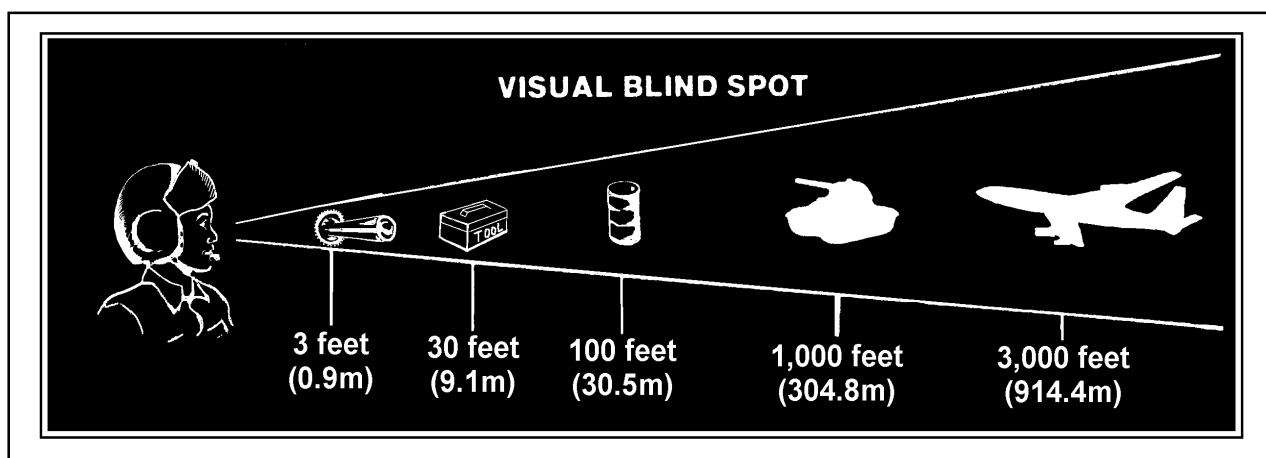 VISUAL BLIND SPOT
TOOL
3 feet
(0.9m)
30 feet
(9.1m)
100 feet
(30.5m)
1,000 feet
(304.8m)
3,000 feet
(914.4m)